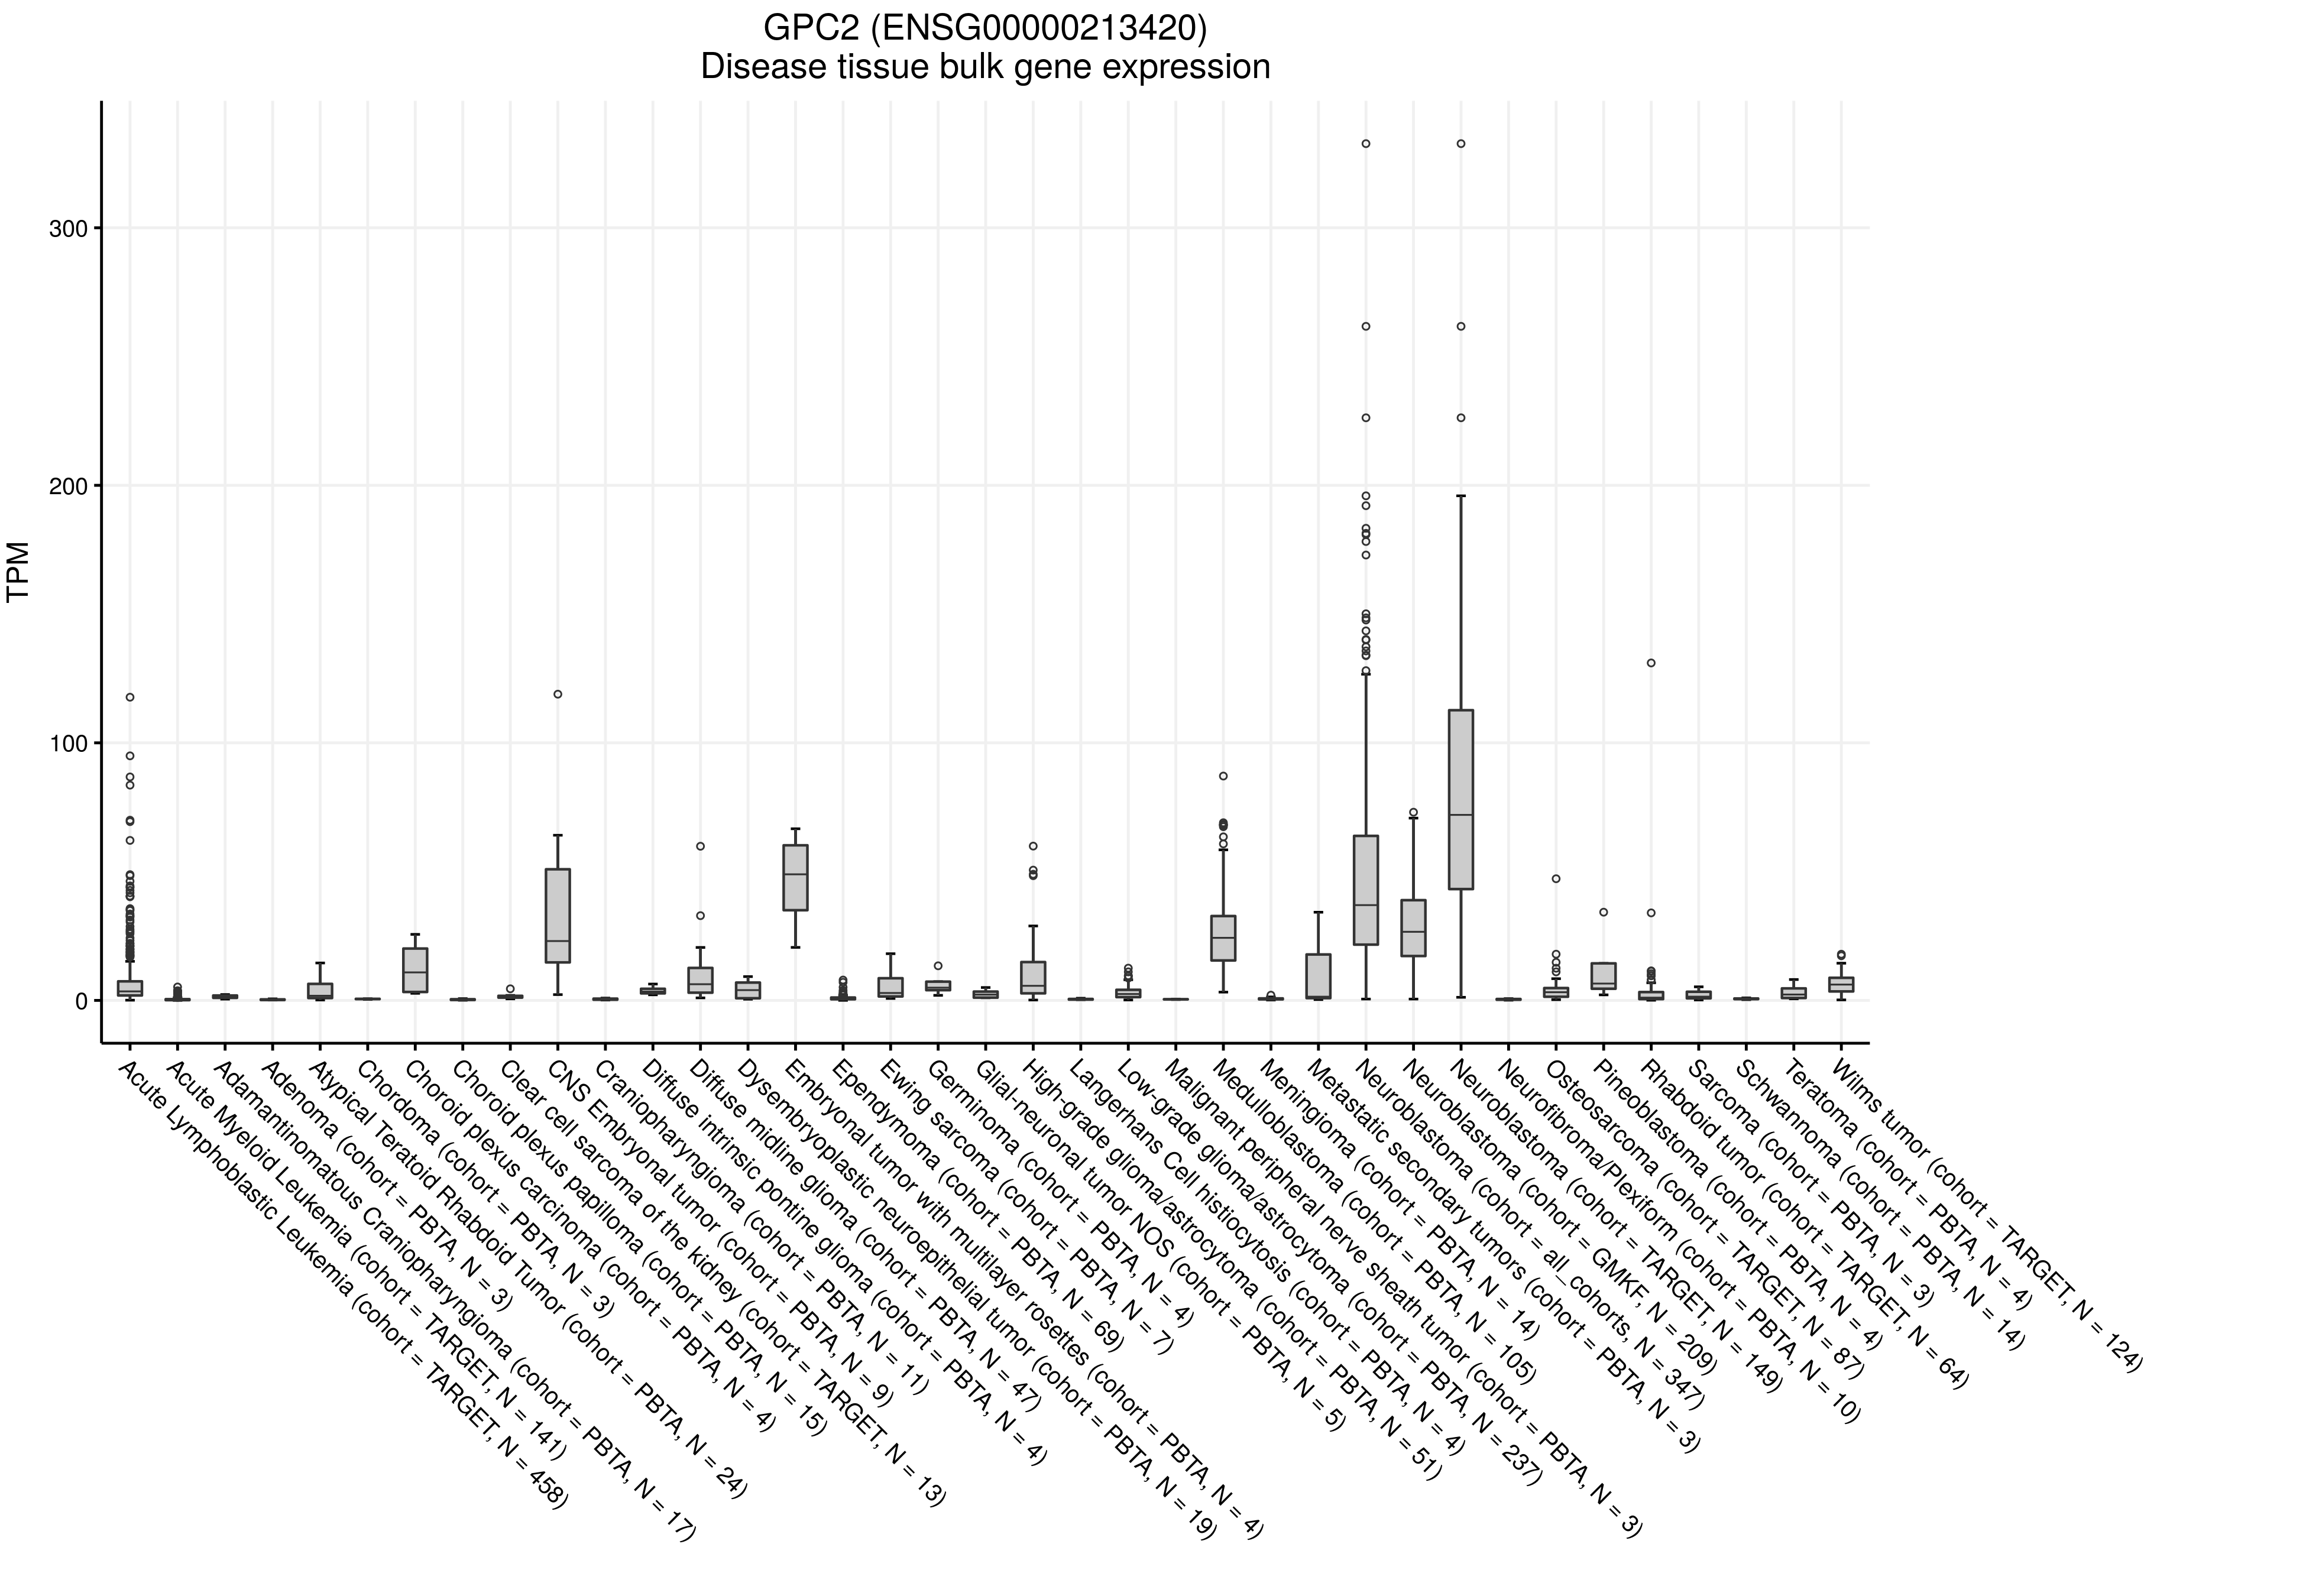 GPC2 (ENSG00000213420)
Disease tissue bulk gene expression
TPM
300
200
100
0
Acute Lymphoblastic Leukemia (cohort = TARGET, N = 458)
Acute Myeloid Leukemia (cohort = TARGET, N = 141)
Adamantinomatous Craniopharyngioma (cohort = PBTA, N = 17)
Adenoma (cohort = PBTA, N = 3)
Atypical Teratoid Rhabdoid Tumor (cohort = PBTA, N = 24)
Chordoma (cohort = PBTA, N = 3)
Choroid plexus carcinoma (cohort = PBTA, N = 4)
Choroid plexus papilloma (cohort = PBTA, N = 15)
Clear cell sarcoma of the kidney (cohort = TARGET, N = 13)
CNS Embryonal tumor (cohort = PBTA, N = 9)
Craniopharyngioma (cohort = PBTA, N = 11)
Diffuse intrinsic pontine glioma (cohort = PBTA, N = 4)
Diffuse midline glioma (cohort = PBTA, N = 47)
Dysembryoplastic neuroepithelial tumor (cohort = PBTA, N = 19)
Embryonal tumor with multilayer rosettes (cohort = PBTA, N = 4)
Ependymoma (cohort = PBTA, N = 69)
Ewing sarcoma (cohort = PBTA, N = 7)
Germinoma (cohort = PBTA, N = 4)
Glial-neuronal tumor NOS (cohort = PBTA, N = 5)
High-grade glioma/astrocytoma (cohort = PBTA, N = 51)
Langerhans Cell histiocytosis (cohort = PBTA, N = 4)
Low-grade glioma/astrocytoma (cohort = PBTA, N = 237)
Malignant peripheral nerve sheath tumor (cohort = PBTA, N = 3)
Medulloblastoma (cohort = PBTA, N = 105)
Meningioma (cohort = PBTA, N = 14)
Metastatic secondary tumors (cohort = PBTA, N = 3)
Neuroblastoma (cohort = all_cohorts, N = 347)
Neuroblastoma (cohort = GMKF, N = 209)
Neuroblastoma (cohort = TARGET, N = 149)
Neurofibroma/Plexiform (cohort = PBTA, N = 10)
Osteosarcoma (cohort = TARGET, N = 87)
Pineoblastoma (cohort = PBTA, N = 4)
Rhabdoid tumor (cohort = TARGET, N = 64)
Sarcoma (cohort = PBTA, N = 3)
Schwannoma (cohort = PBTA, N = 14)
Teratoma (cohort = PBTA, N = 4)
Wilms tumor (cohort = TARGET, N = 124)